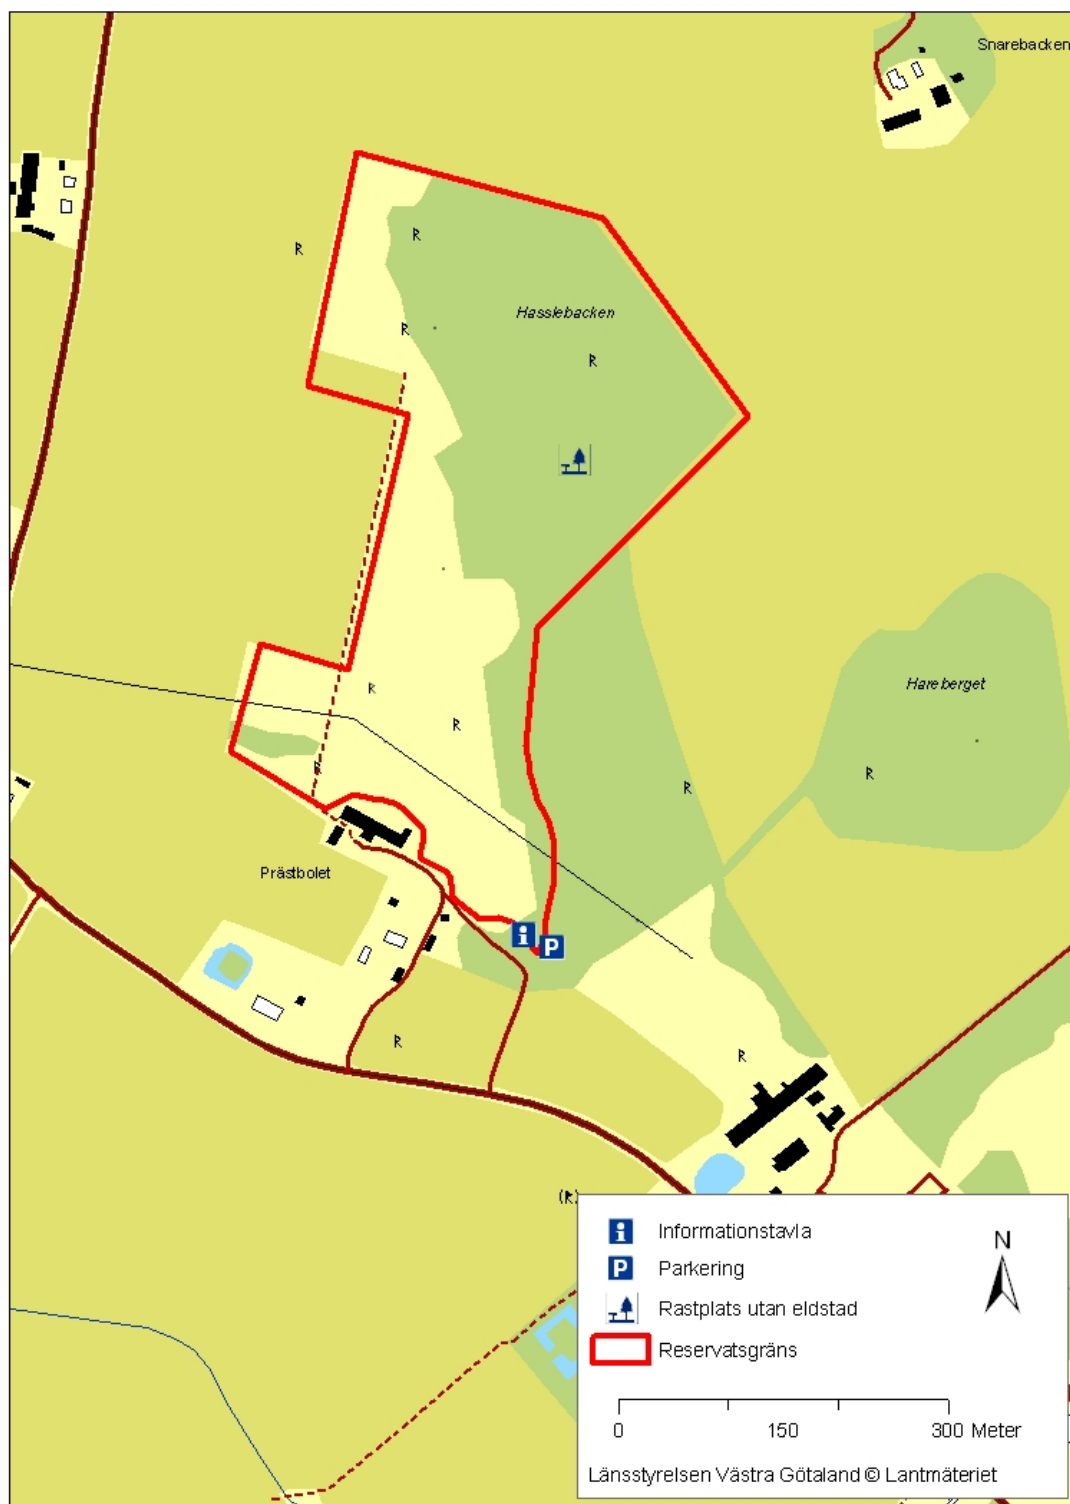 Snarebacken
R
R
Hasslebacken
R
R
Hareberget
R
R
R
R
R
Prästbolet
i
P
R
R
(R)
i Informationstavla
P Parkering
Rastplats utan eldstad
Reservatsgräns
N
0 150 300 Meter
Länsstyrelsen Västra Götaland © Lantmäteriet